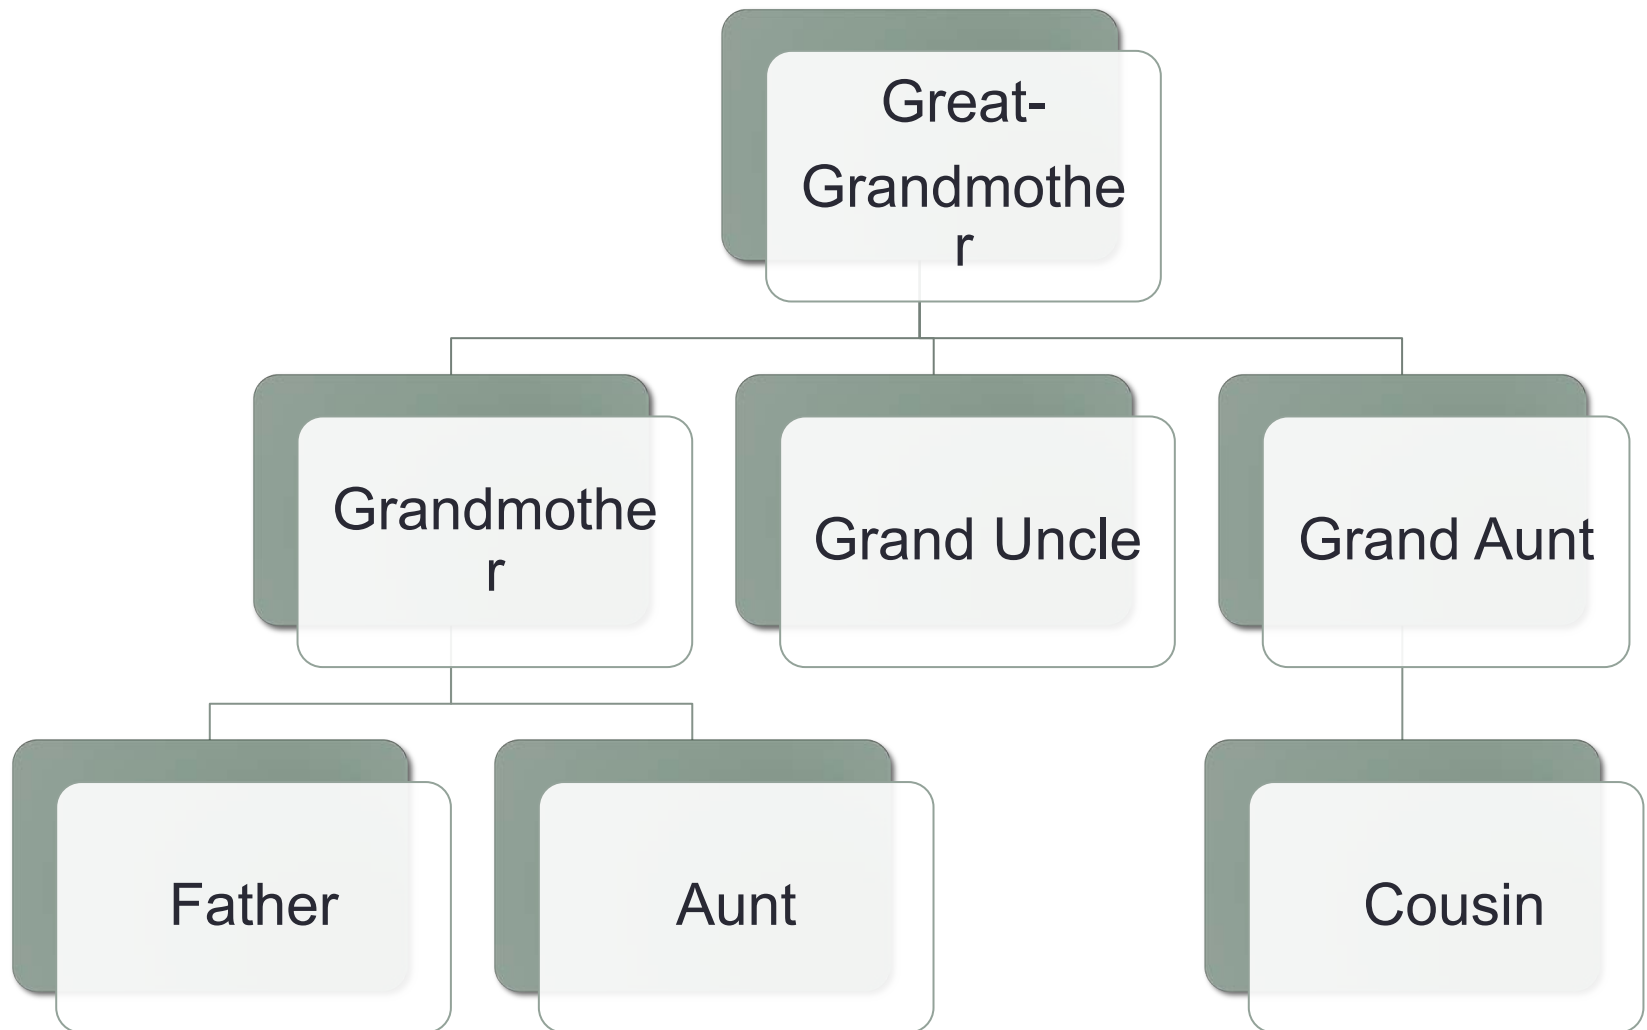 Great-
Grandmothe
r
Grandmothe
r
Grand Uncle
Grand Aunt
Father
Aunt
Cousin